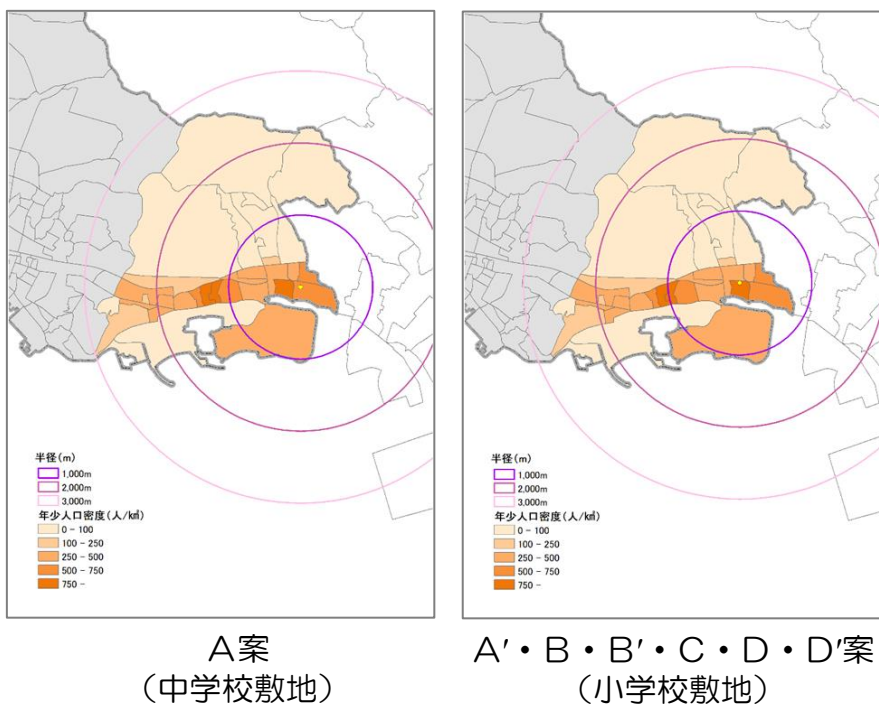 半径(m)
1,000m
2,000m
3,000m
年少人口密度(人/k㎡)
0 - 100
100 - 250
250 - 500
500 - 750
750 -
半径(m)
1,000m
2,000m
3,000m
年少人口密度(人/k㎡)
0 - 100
100 - 250
250 - 500
500 - 750
750 -
A案
(中学校敷地)
A′・B・B′・C・D・D′案
(小学校敷地)